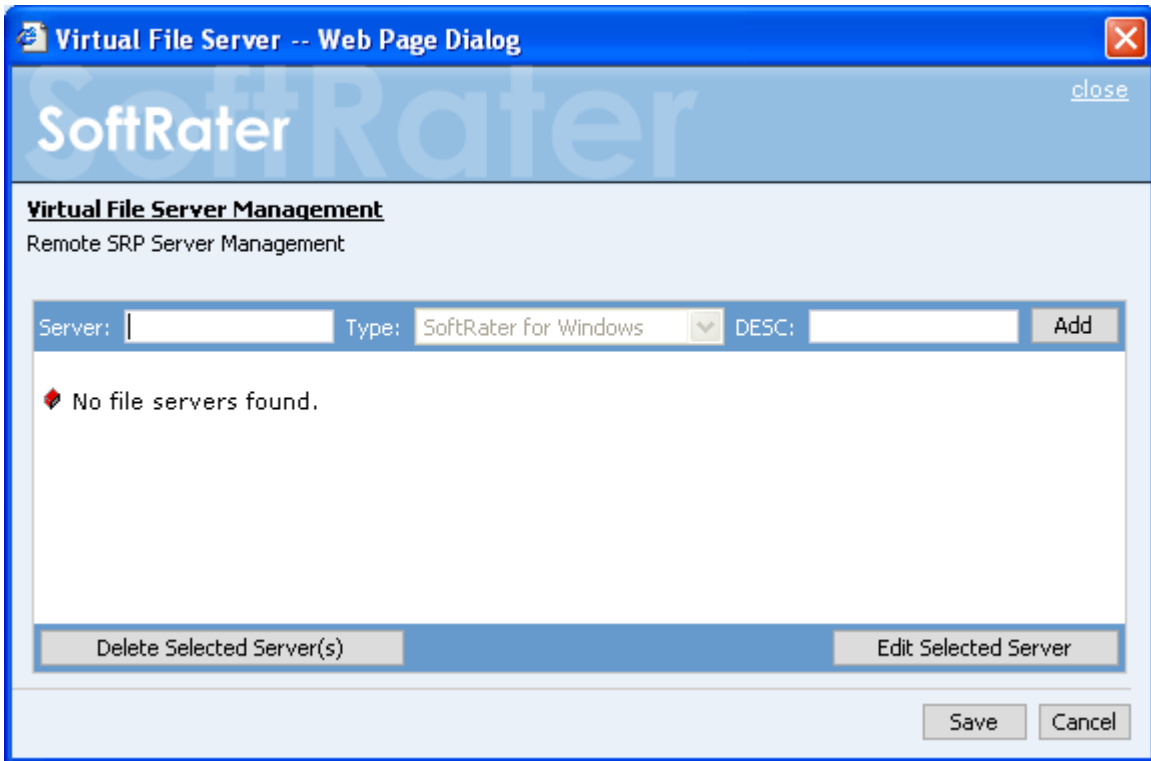 Virtual File Server -- Web Page Dialog
SoftRater
close
SoftRater
Virtual File Server Management
Remote SRP Server Management
Server: Type: SoftRater for Windows DESC: Add
No file servers found.
Delete Selected Server(s) Edit Selected Server
Save Cancel